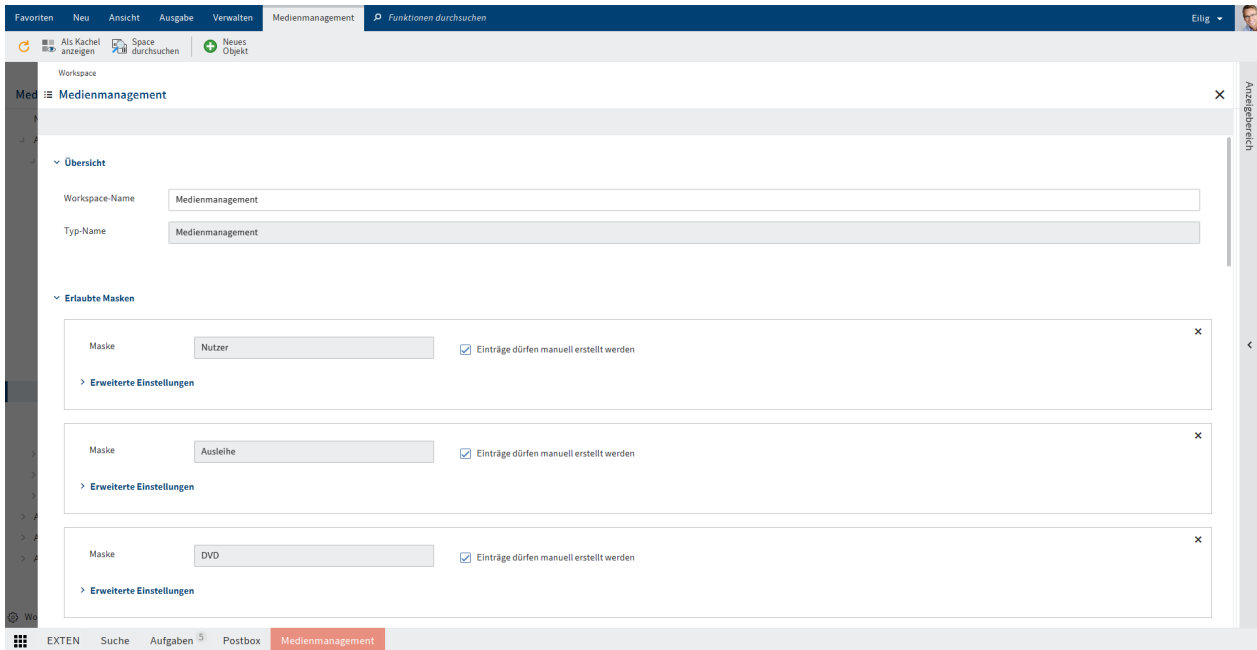 Favoriten Neu Ansicht Ausgabe Verwalten Medienmanagement Funktionen durchsuchen Eilig
Als Kachel anzeigen
Space durchsuchen
Neues Objekt
Workspace
Med
Medienmanagement
Anzeigebereich
Übersicht
Workspace-Name Medienmanagement
Typ-Name Medienmanagement
Erlaubte Masken
Maske Nutzer Einträge dürfen manuell erstellt werden
Erweiterte Einstellungen
Maske Ausleihe Einträge dürfen manuell erstellt werden
Erweiterte Einstellungen
Maske DVD Einträge dürfen manuell erstellt werden
Erweiterte Einstellungen
Wo
EXTEN Suche Aufgaben 5 Postbox Medienmanagement